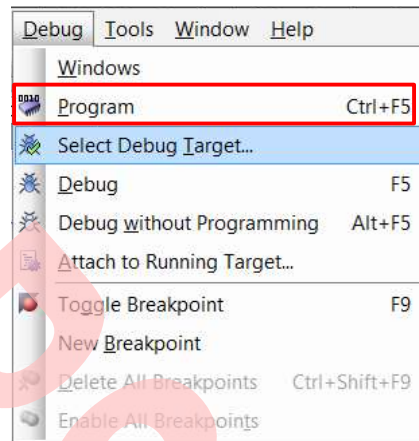 Debug Tools Window Help
Windows
Program Ctrl+F5
Select Debug Target...
Debug F5
Debug without Programming Alt+F5
Attach to Running Target...
Toggle Breakpoint F9
New Breakpoint
Delete All Breakpoints Ctrl+Shift+F9
Enable All Breakpoints